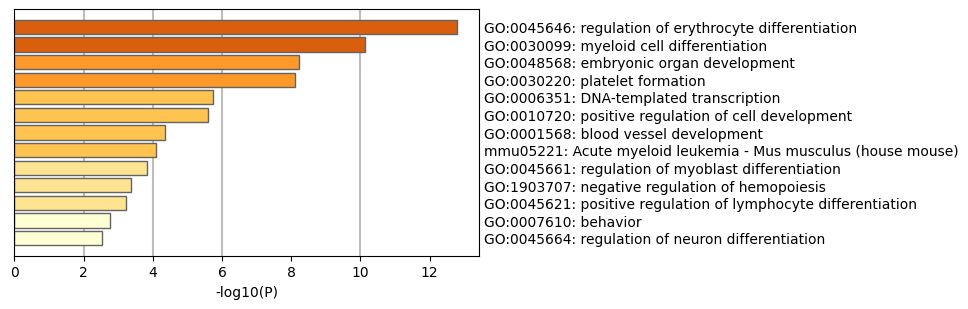 GO:0045646: regulation of erythrocyte differentiation
GO:0030099: myeloid cell differentiation
GO:0048568: embryonic organ development
GO:0030220: platelet formation
GO:0006351: DNA-templated transcription
GO:0010720: positive regulation of cell development
GO:0001568: blood vessel development
mmu05221: Acute myeloid leukemia - Mus musculus (house mouse)
GO:0045661: regulation of myoblast differentiation
GO:1903707: negative regulation of hemopoiesis
GO:0045621: positive regulation of lymphocyte differentiation
GO:0007610: behavior
GO:0045664: regulation of neuron differentiation
0 2 4 6 8 10 12
-log10(P)